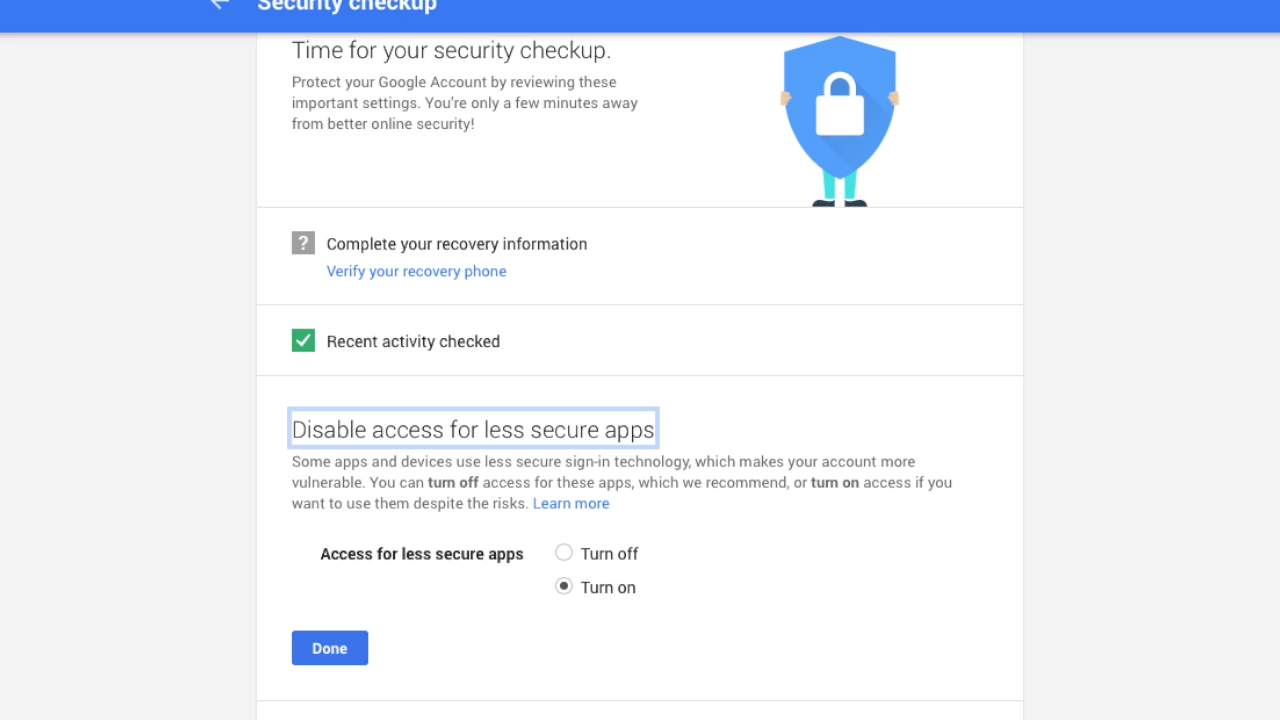 Security checkup
Time for your security checkup.
Protect your Google Account by reviewing these
important settings. You're only a few minutes away
from better online security!
? Complete your recovery information
Verify your recovery phone
Recent activity checked
Disable access for less secure apps
Some apps and devices use less secure sign-in technology, which makes your account more
vulnerable. You can turn off access for these apps, which we recommend, or turn on access if you
want to use them despite the risks. Learn more
Access for less secure apps Turn off
Turn on
Done